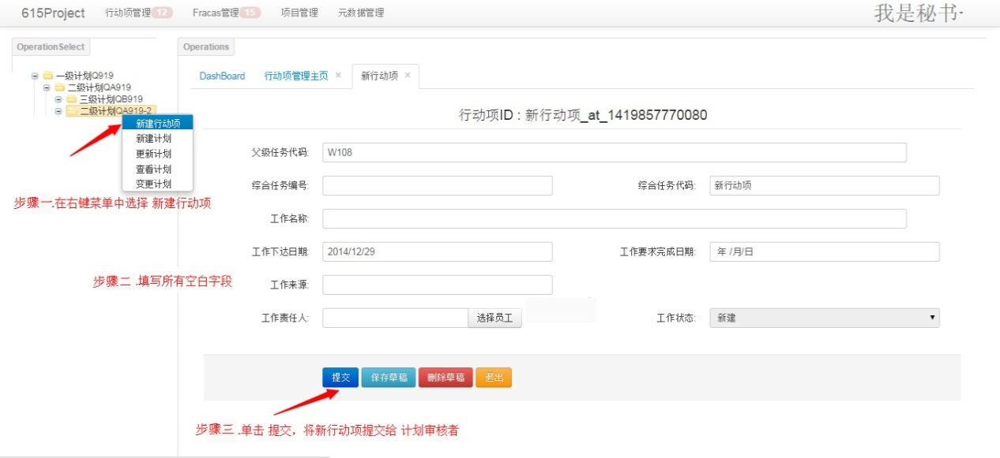 615Project 行动项管理 12 Fracas管理 15 项目管理 元数据管理 我是秘书
OperationSelect
一级计划Q919
二级计划QA919
三级计划QB919
二级计划QA919-2
新建行动项
新建计划
更新计划
查看计划
变更计划
步骤一.在右键菜单中选择 新建行动项
Operations
DashBoard 行动项管理主页 × 新行动项 ×
行动项ID : 新行动项_at_1419857770080
父级任务代码: W108
综合任务编号: 综合任务代码: 新行动项
工作名称:
工作下达日期: 2014/12/29 工作要求完成日期: 年 /月/日
步骤二 .填写所有空白字段
工作来源:
工作责任人: 选择员工 工作状态: 新建
提交 保存草稿 删除草稿 退出
步骤三 .单击 提交，将新行动项提交给 计划审核者